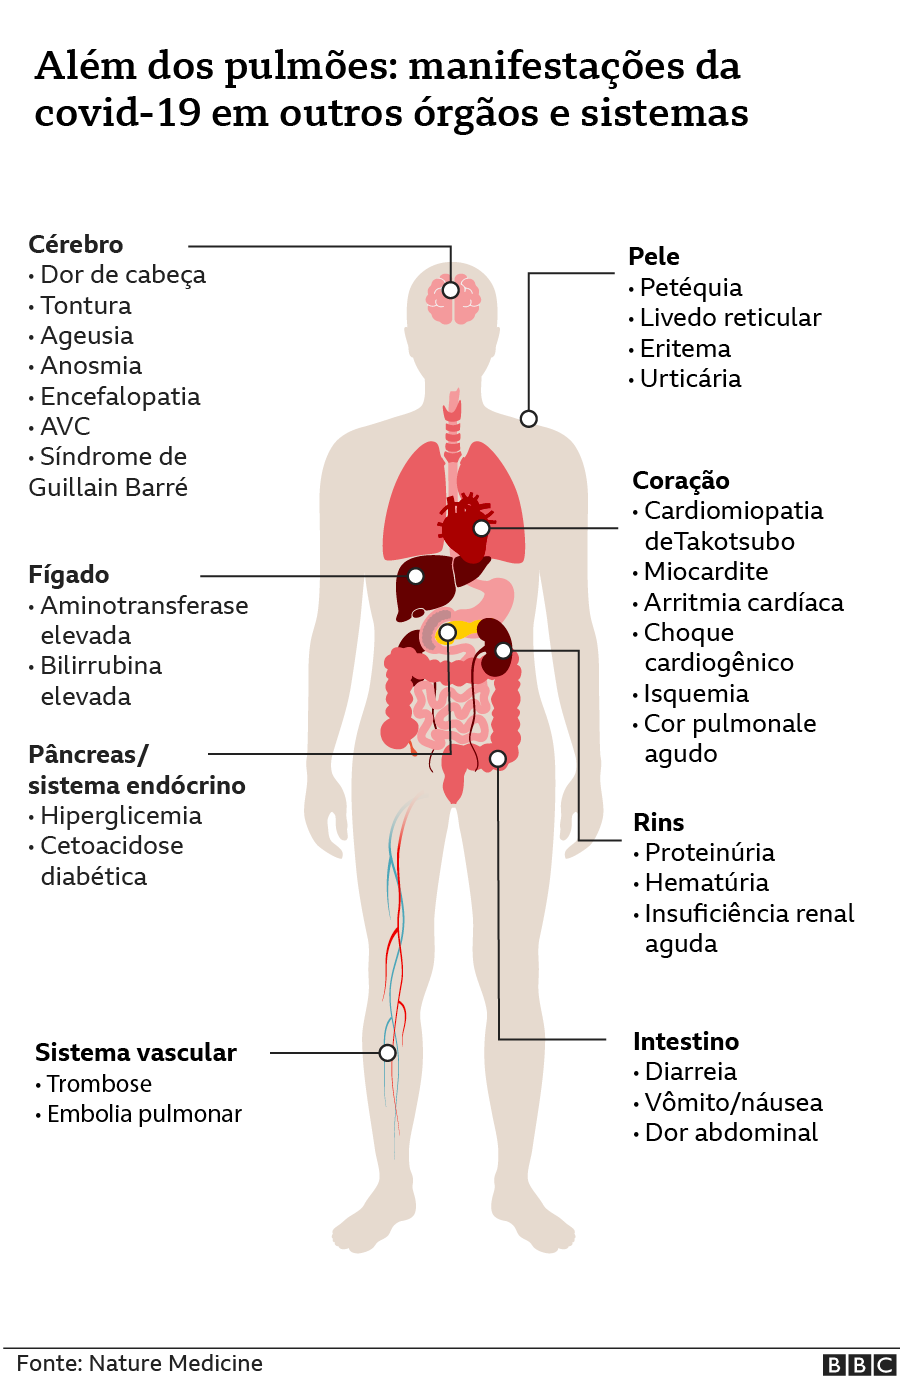 Além dos pulmões: manifestações da
covid-19 em outros órgãos e sistemas
Cérebro
• Dor de cabeça
• Tontura
• Ageusia
• Anosmia
• Encefalopatia
• AVC
• Síndrome de
Guillain Barré
Fígado
• Aminotransferase
elevada
• Bilirrubina
elevada
Pâncreas/
sistema endócrino
• Hiperglicemia
• Cetoacidose
diabética
Sistema vascular
• Trombose
• Embolia pulmonar
Pele
• Petéquia
• Livedo reticular
• Eritema
• Urticária
Coração
• Cardiomiopatia
deTakotsubo
• Miocardite
• Arritmia cardíaca
• Choque
cardiogênico
• Isquemia
• Cor pulmonale
agudo
Rins
• Proteinúria
• Hematúria
• Insuficiência renal
aguda
Intestino
• Diarreia
• Vômito/náusea
• Dor abdominal
Fonte: Nature Medicine
BBC